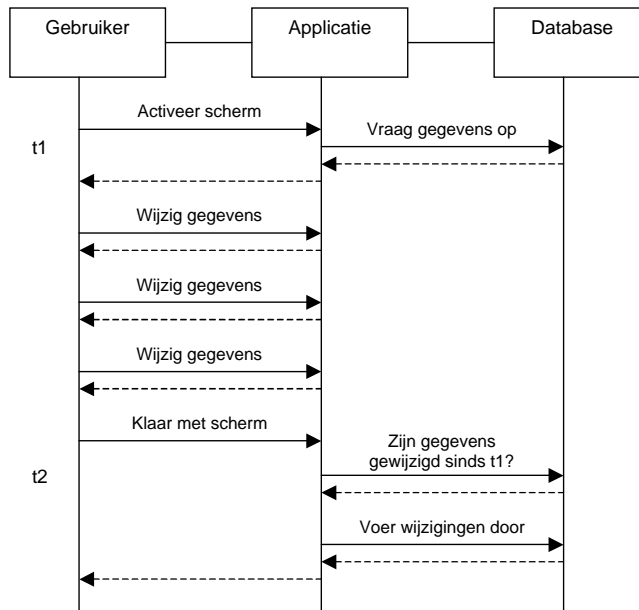 Gebruiker
Applicatie
Database
Activeer scherm
t1
Vraag gegevens op
Wijzig gegevens
Wijzig gegevens
Wijzig gegevens
Klaar met scherm
t2
Zijn gegevens
gewijzigd sinds t1?
Voer wijzigingen door